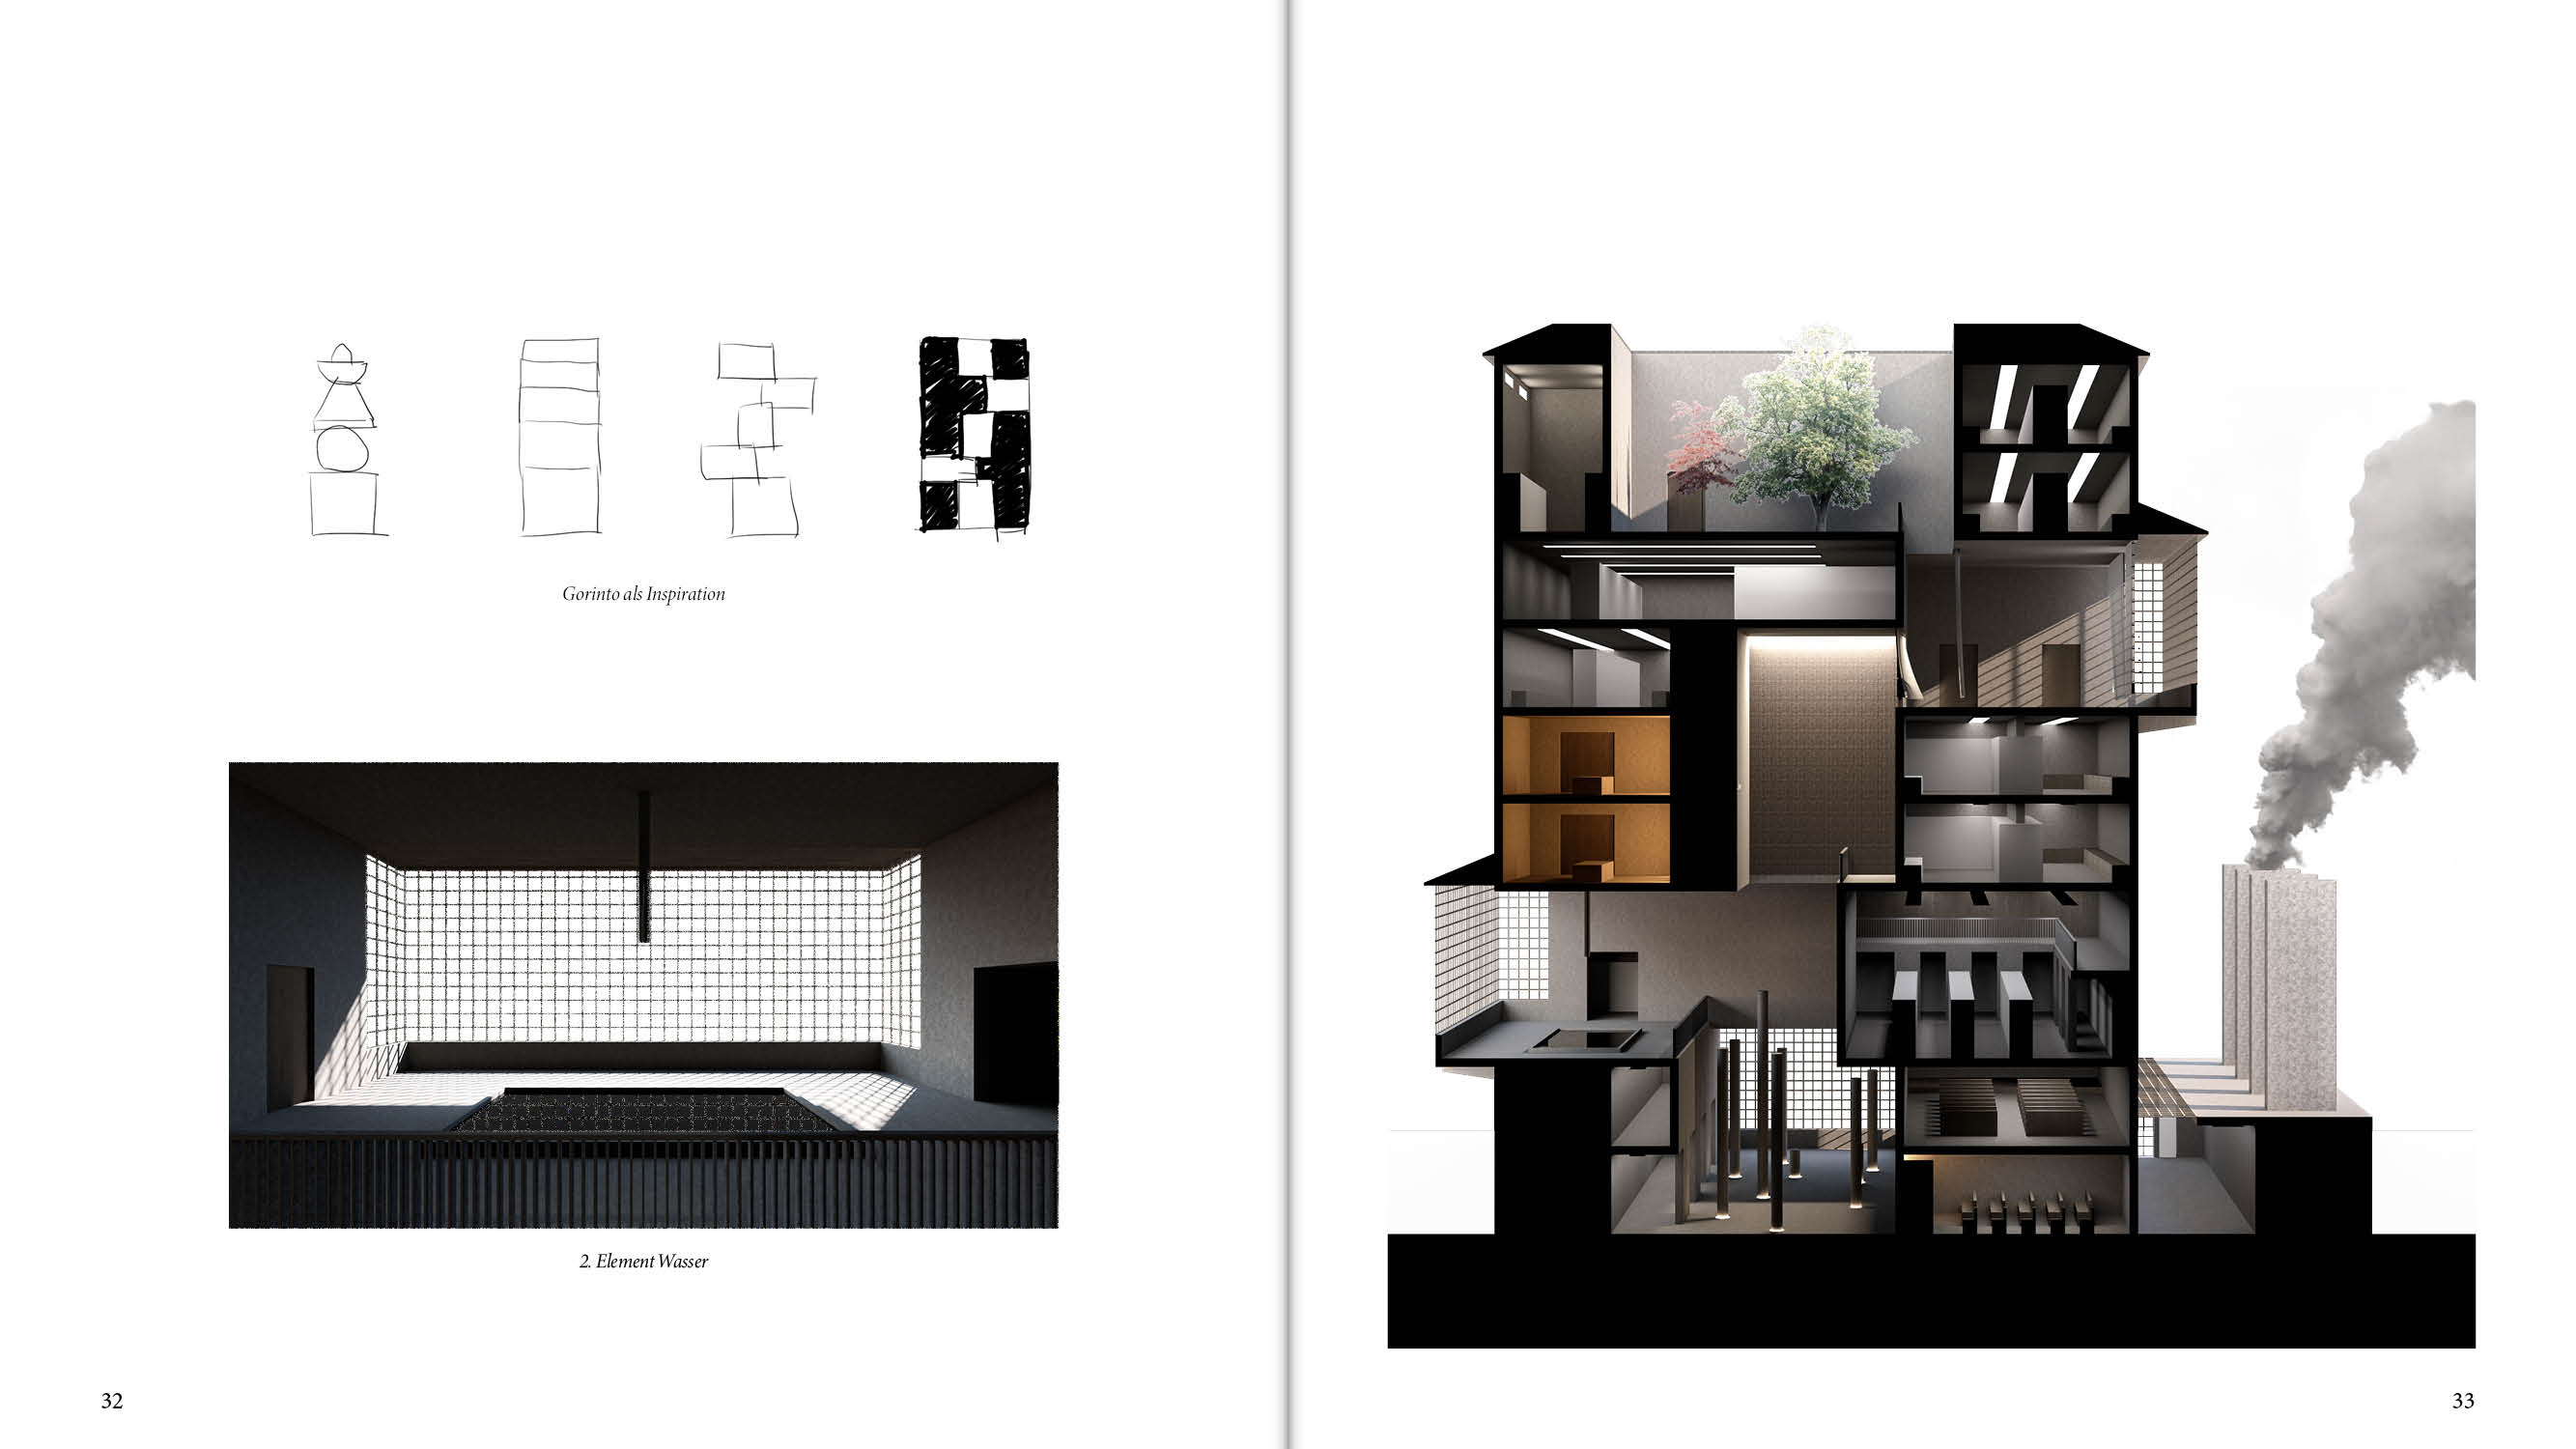 Gorinto als Inspiration
2. Element Wasser
32
33